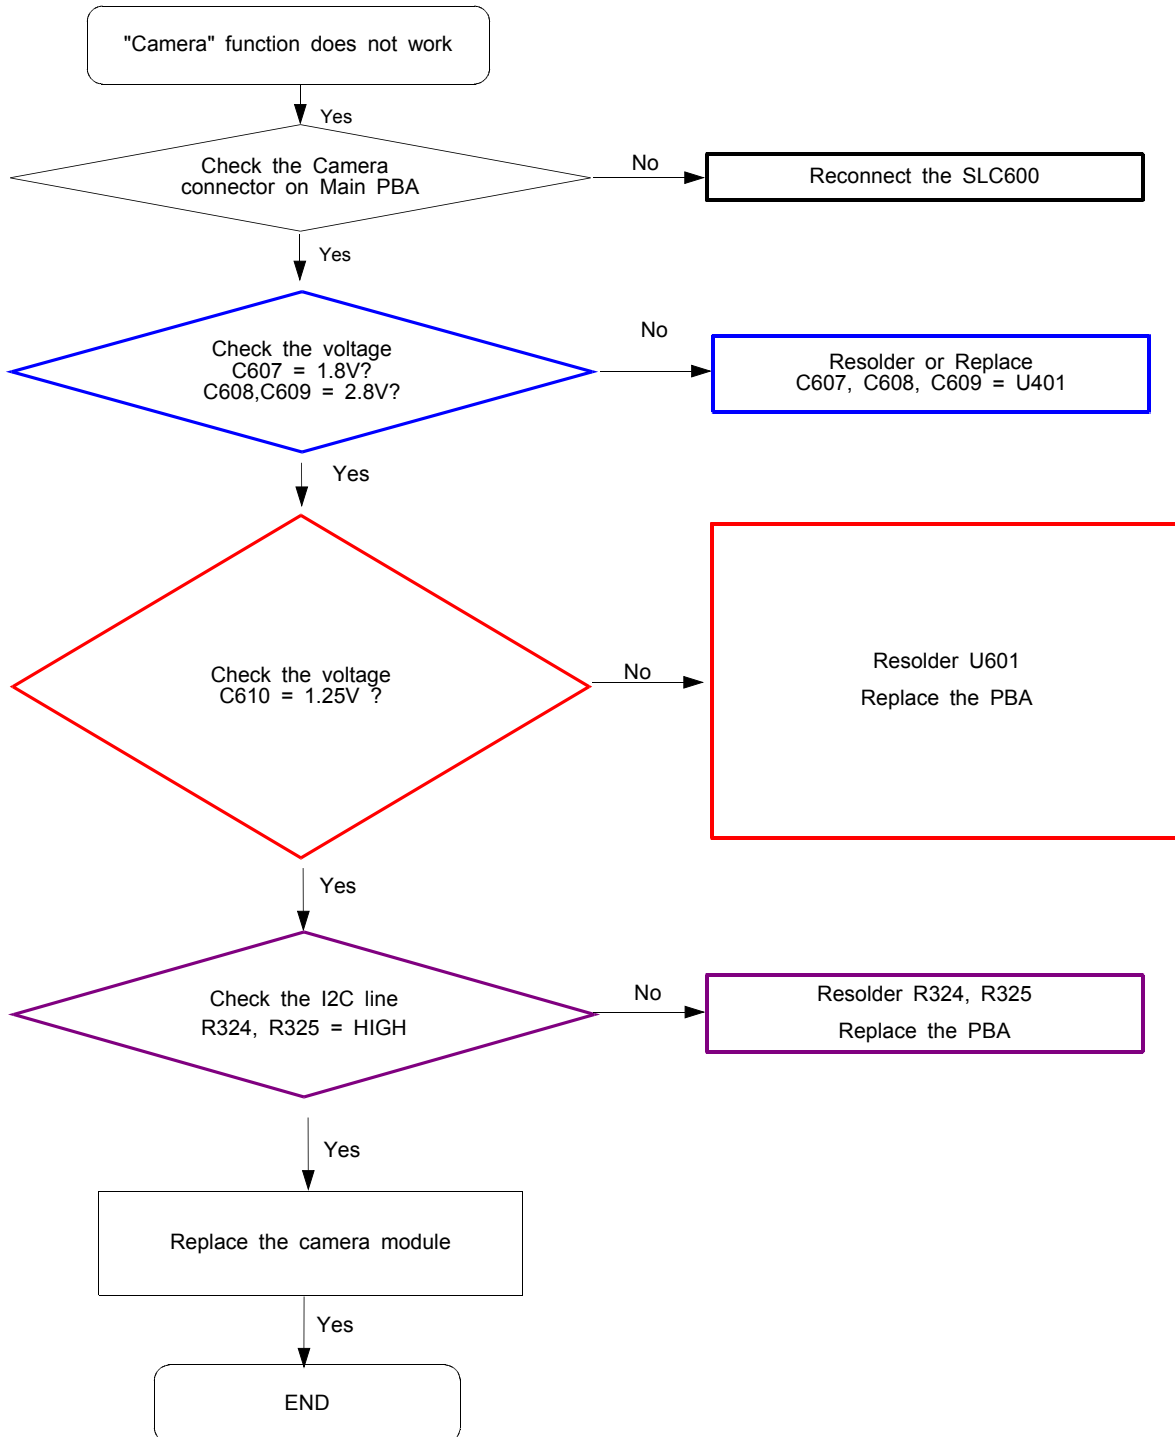 "Camera" function does not work
Yes
Check the Camera
connector on Main PBA
No
Reconnect the SLC600
Yes
Check the voltage
C607 = 1.8V?
C608,C609 = 2.8V?
No
Resolder or Replace
C607, C608, C609 = U401
Yes
Check the voltage
C610 = 1.25V ?
No
Resolder U601
Replace the PBA
Yes
Check the I2C line
R324, R325 = HIGH
No
Resolder R324, R325
Replace the PBA
Yes
Replace the camera module
Yes
END